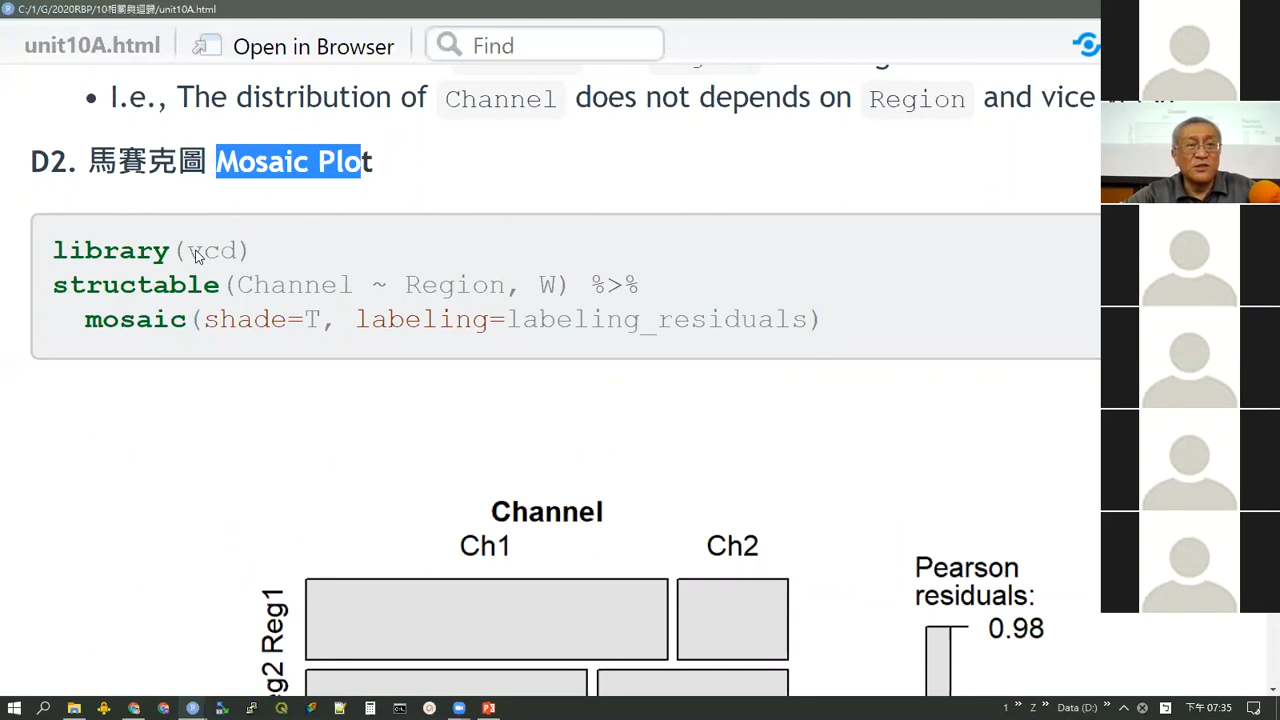 C:/1/G/2020RBP/10相關與迴歸/unit10A.html
unit10A.html
Open in Browser
Find
• I.e., The distribution of Channel does not depends on Region and vice
D2. 馬賽克圖 Mosaic Plot
library(vcd)
structable(Channel ~ Region, W) %>%
mosaic(shade=T, labeling=labeling_residuals)
Channel
Ch1 Ch2
Reg1
eg2
Pearson
residuals:
0.98
1 » Z » Data (D:) » 下午 07:35